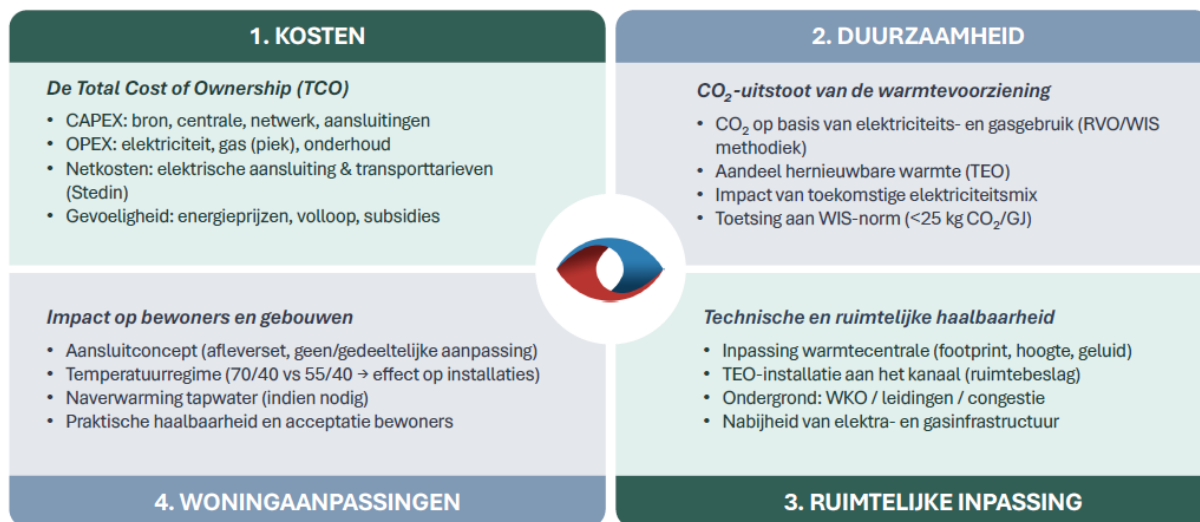 1. KOSTEN
De Total Cost of Ownership (TCO)
• CAPEX: bron, centrale, netwerk, aansluitingen
• OPEX: elektriciteit, gas (piek), onderhoud
• Netkosten: elektrische aansluiting & transporttarieven
(Stedin)
• Gevoeligheid: energieprijzen, volloop, subsidies
2. DUURZAAMHEID
CO₂-uitstoot van de warmtevoorziening
• CO₂ op basis van elektriciteits- en gasgebruik (RVO/WIS
methodiek)
• Aandeel hernieuwbare warmte (TEO)
• Impact van toekomstige elektriciteitsmix
• Toetsing aan WIS-norm (<25 kg CO₂/GJ)
Impact op bewoners en gebouwen
• Aansluitconcept (afleverset, geen/gedeeltelijke aanpassing)
• Temperatuurregime (70/40 vs 55/40 → effect op installaties)
• Naverwarming tapwater (indien nodig)
• Praktische haalbaarheid en acceptatie bewoners
4. WONINGAANPASSINGEN
Technische en ruimtelijke haalbaarheid
• Inpassing warmtecentrale (footprint, hoogte, geluid)
• TEO-installatie aan het kanaal (ruimtebeslag)
• Ondergrond: WKO / leidingen / congestie
• Nabijheid van elektra- en gasinfrastructuur
3. RUIMTELIJKE INPASSING